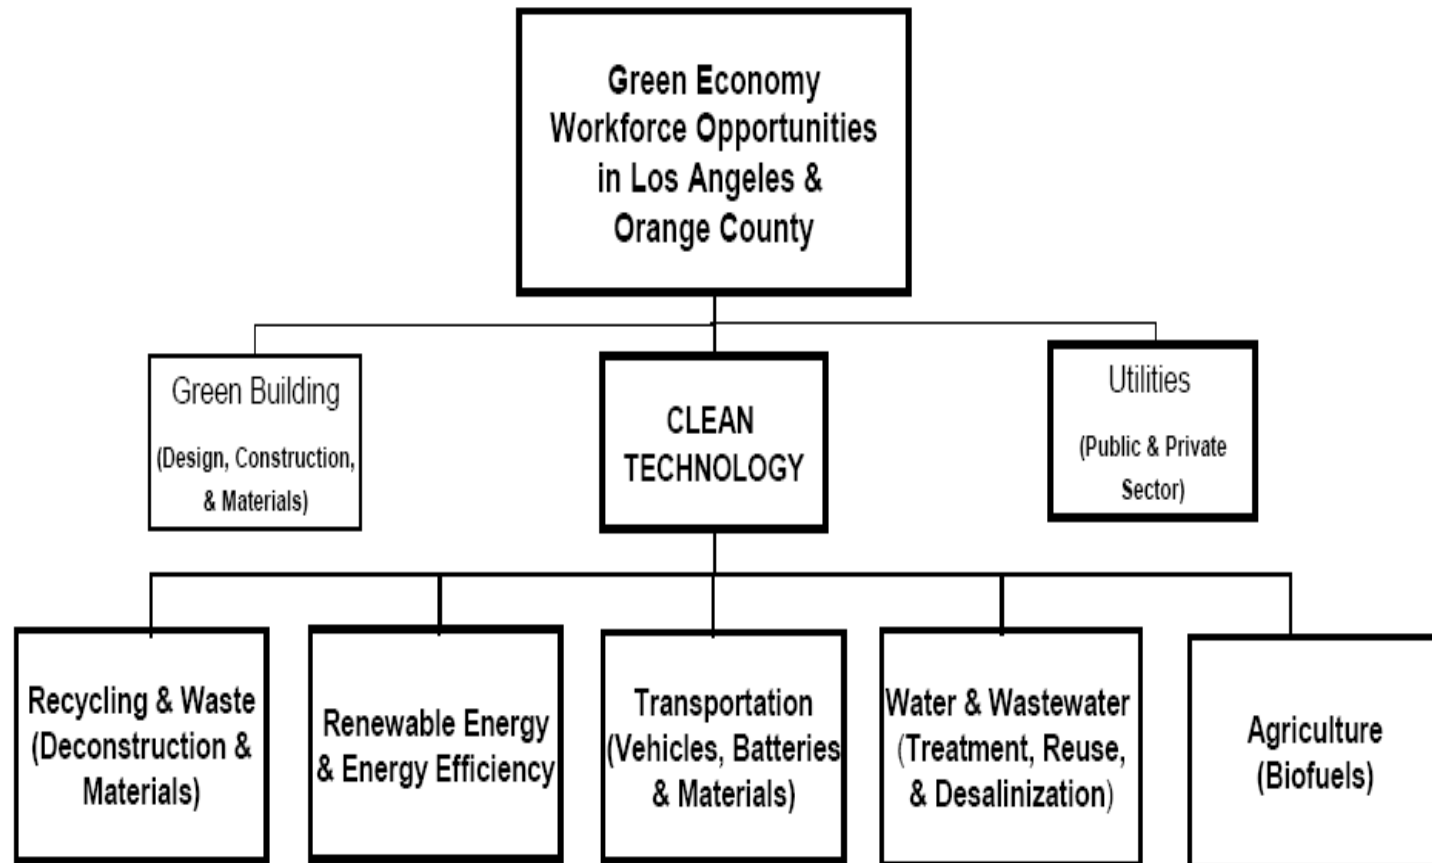 Green Economy
Workforce Opportunities
in Los Angeles &
Orange County
Green Building
(Design, Construction,
& Materials)
CLEAN
TECHNOLOGY
Utilities
(Public & Private
Sector)
Recycling & Waste
(Deconstruction &
Materials)
Renewable Energy
& Energy Efficiency
Transportation
(Vehicles, Batteries
& Materials)
Water & Wastewater
(Treatment, Reuse,
& Desalinization)
Agriculture
(Biofuels)